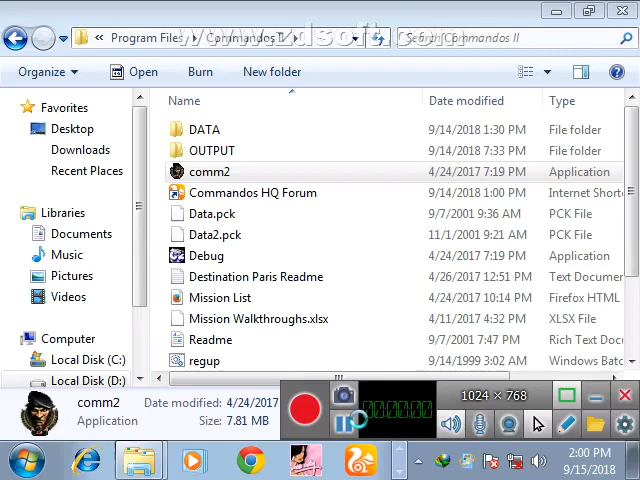 www.zdsoft.com
« Program Files Commandos II
Search Commandos II
Organize Open Burn New folder
Name Date modified Type
Favorites
Desktop
Downloads
Recent Places
Libraries
Documents
Music
Pictures
Videos
Computer
Local Disk (C:)
Local Disk (D:)
DATA 9/14/2018 1:30 PM File folder
OUTPUT 9/14/2018 7:33 PM File folder
comm2 4/24/2017 7:19 PM Application
Commandos HQ Forum 9/14/2018 1:00 PM Internet Shortc
Data.pck 9/7/2001 9:36 AM PCK File
Data2.pck 11/1/2001 9:21 AM PCK File
Debug 4/24/2017 7:19 PM Application
Destination Paris Readme 4/26/2017 12:51 PM Text Documen
Mission List 4/24/2017 10:14 PM Firefox HTML
Mission Walkthroughs.xlsx 4/11/2017 4:32 PM XLSX File
Readme 9/7/2001 7:47 PM Rich Text Docu
regup 9/14/1999 3:02 AM Windows Batc
comm2 Date modified: 4/24/2017
Application Size: 7.81 MB
1024 × 768
2:00 PM
9/15/2018